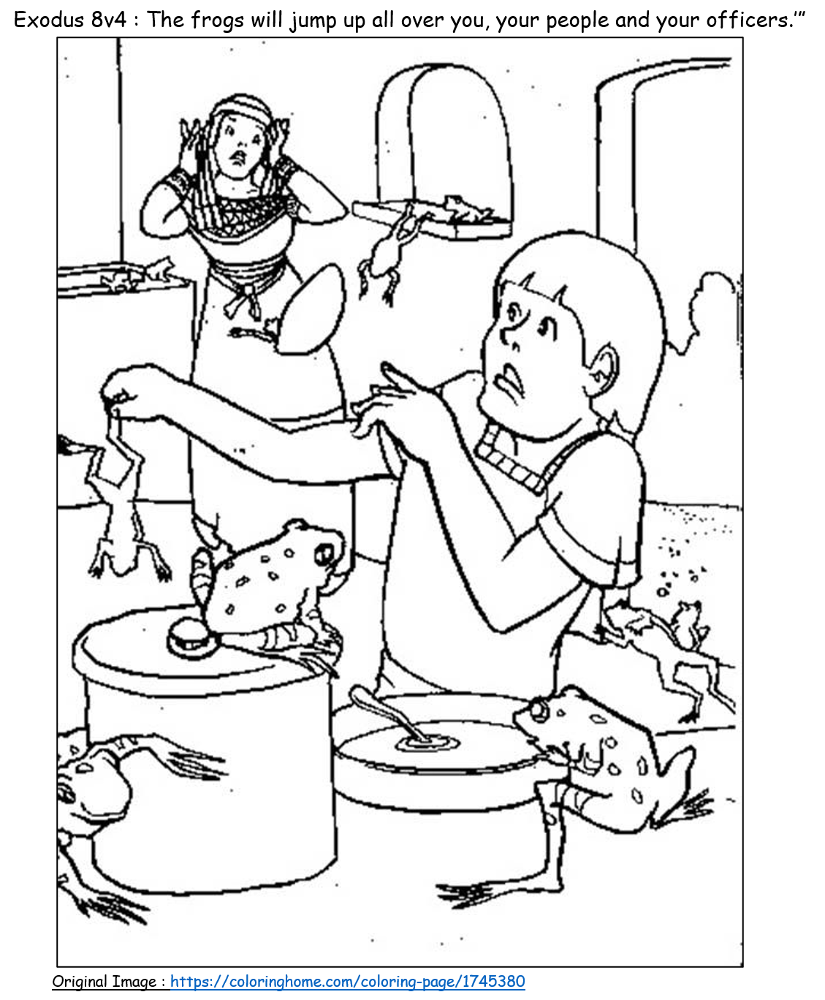 Exodus 8v4 : The frogs will jump up all over you, your people and your officers.’”
Original Image : https://coloringhome.com/coloring-page/1745380